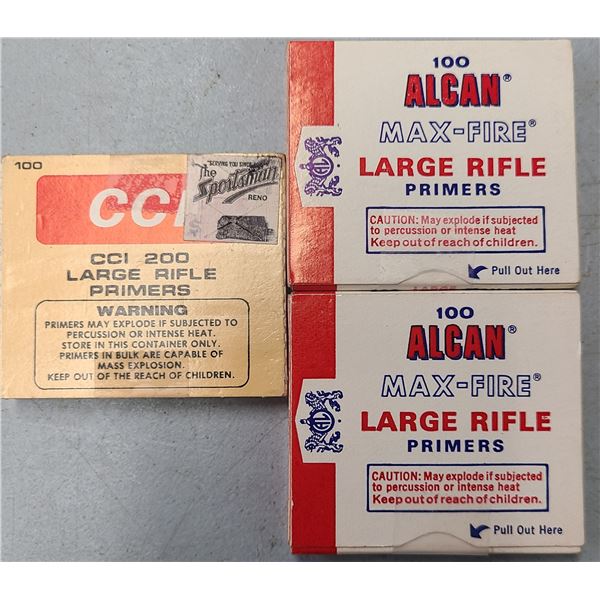 100
CCI
SERVING YOU SINCE
The
Sportsman
RENO
CCI 200
LARGE RIFLE
PRIMERS
WARNING
PRIMERS MAY EXPLODE IF SUBJECTED TO
PERCUSSION OR INTENSE HEAT.
STORE IN THIS CONTAINER ONLY.
PRIMERS IN BULK ARE CAPABLE OF
MASS EXPLOSION.
KEEP OUT OF THE REACH OF CHILDREN.
100
ALCAN®
MAX-FIRE®
LARGE RIFLE
PRIMERS
CAUTION: May explode if subjected
to percussion or intense heat
Keep out of reach of children.
Pull Out Here
LARGE
100
ALCAN®
MAX-FIRE®
LARGE RIFLE
PRIMERS
CAUTION: May explode if subjected
to percussion or intense heat
Keep out of reach of children.
Pull Out Here